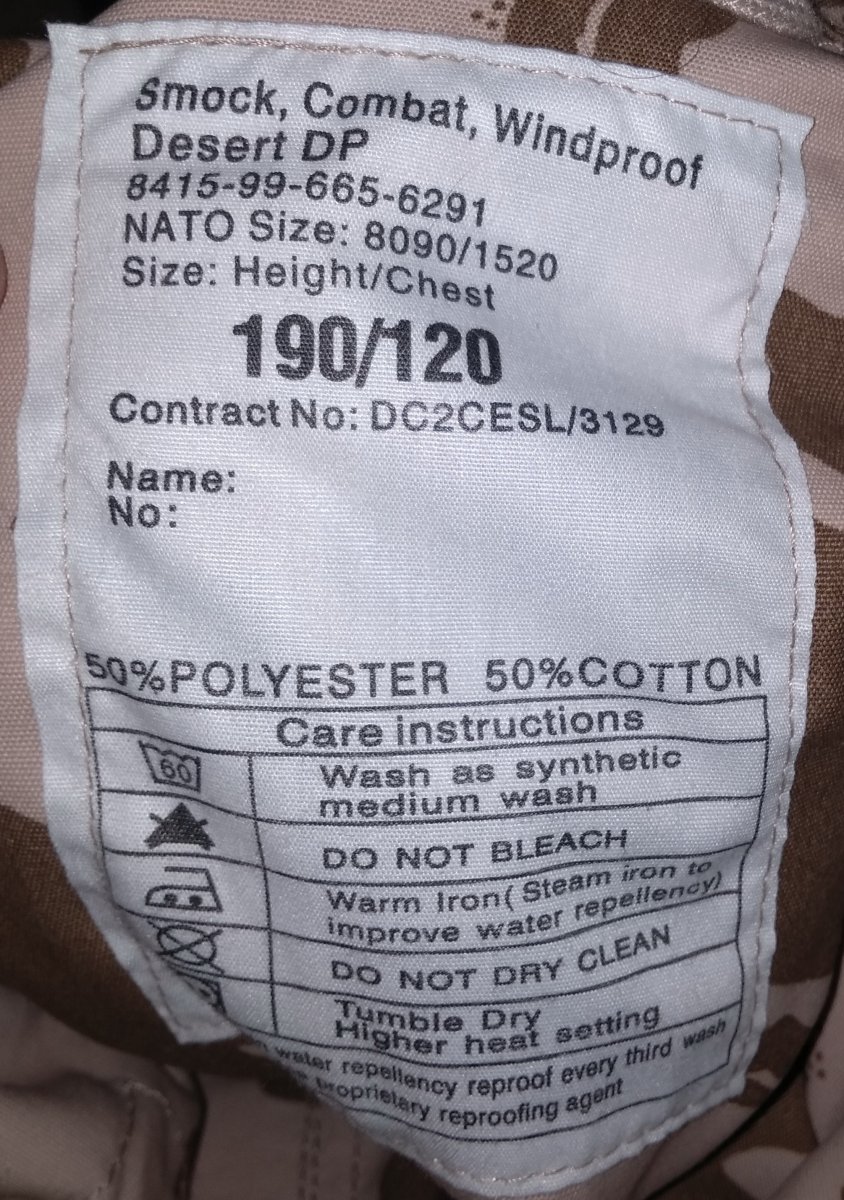 Smock, Combat, Windproof
Desert DP
8415-99-665-6291
NATO Size: 8090/1520
Size: Height/Chest
190/120
Contract No: DC2CESL/3129
Name:
No:
50%POLYESTER 50%COTTON
Care instructions
60
Wash as synthetic
medium wash
DO NOT BLEACH
Warm Iron( Steam iron to
improve water repellency)
DO NOT DRY CLEAN
Tumble Dry
Higher heat setting
water repellency reproof every third wash
proprietary reproofing agent